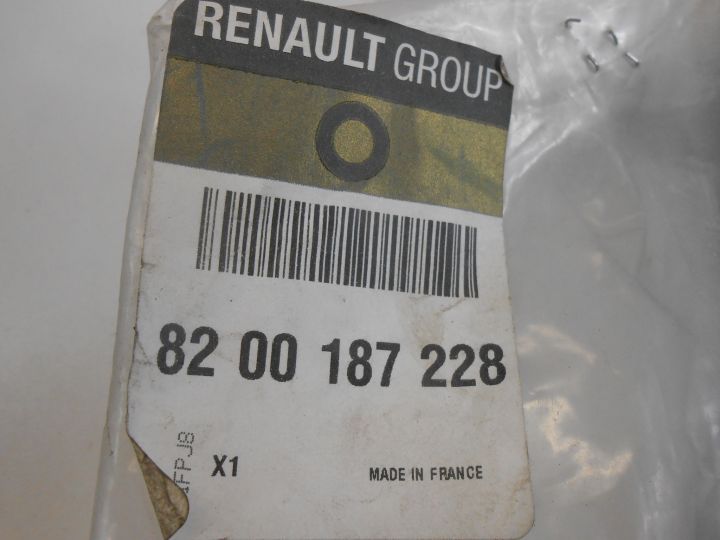 RENAULT GROUP
82 00 187 228
X1
MADE IN FRANCE